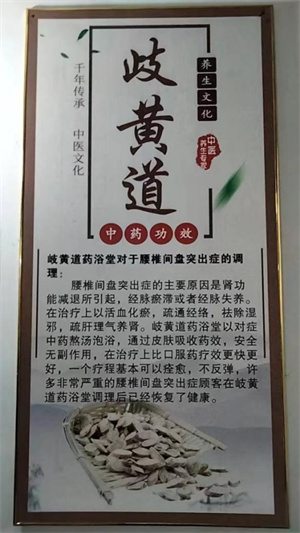 千年传承 中医文化
岐黄道
养生文化
中医
养生专家
中药功效
岐黄道药浴堂对于腰椎间盘突出症的调
理：
腰椎间盘突出症的主要原因是肾功
能减退所引起，经脉瘀滞或者经脉失养。
在治疗上以活血化瘀，疏通经络，祛除湿
邪，疏肝理气养肾。岐黄道药浴堂以对症
中药熬汤泡浴，通过皮肤吸收药效，安全
无副作用，在治疗上比口服药疗效更快更
好，一个疗程基本可以痊愈，不反弹，许
多非常严重的腰椎间盘突出症顾客在岐黄
道药浴堂调理后已经恢复了健康。